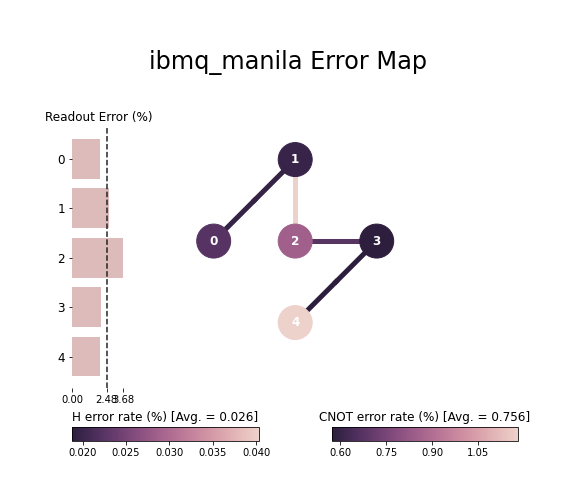 ibmq_manila Error Map
Readout Error (%)
0
1
2
3
4
0.00 2.48 3.68
1
0 2 3
4
H error rate (%) [Avg. = 0.026]
0.020 0.025 0.030 0.035 0.040
CNOT error rate (%) [Avg. = 0.756]
0.60 0.75 0.90 1.05